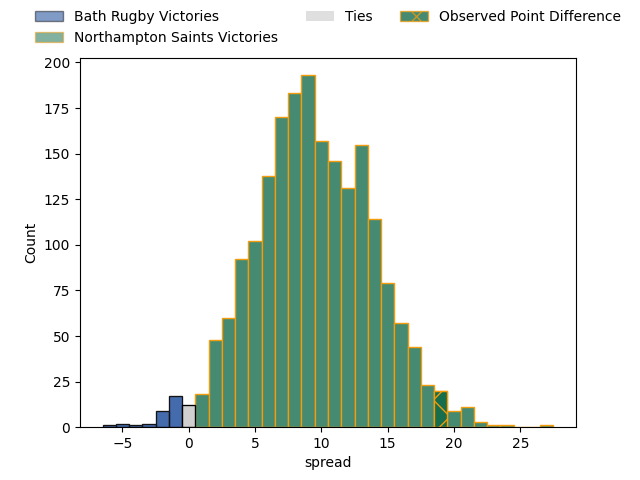 Bath Rugby Victories
Northampton Saints Victories
Ties
Observed Point Difference
200
175
150
125
100
75
50
25
0
Count
−5 0 5 10 15 20 25
spread